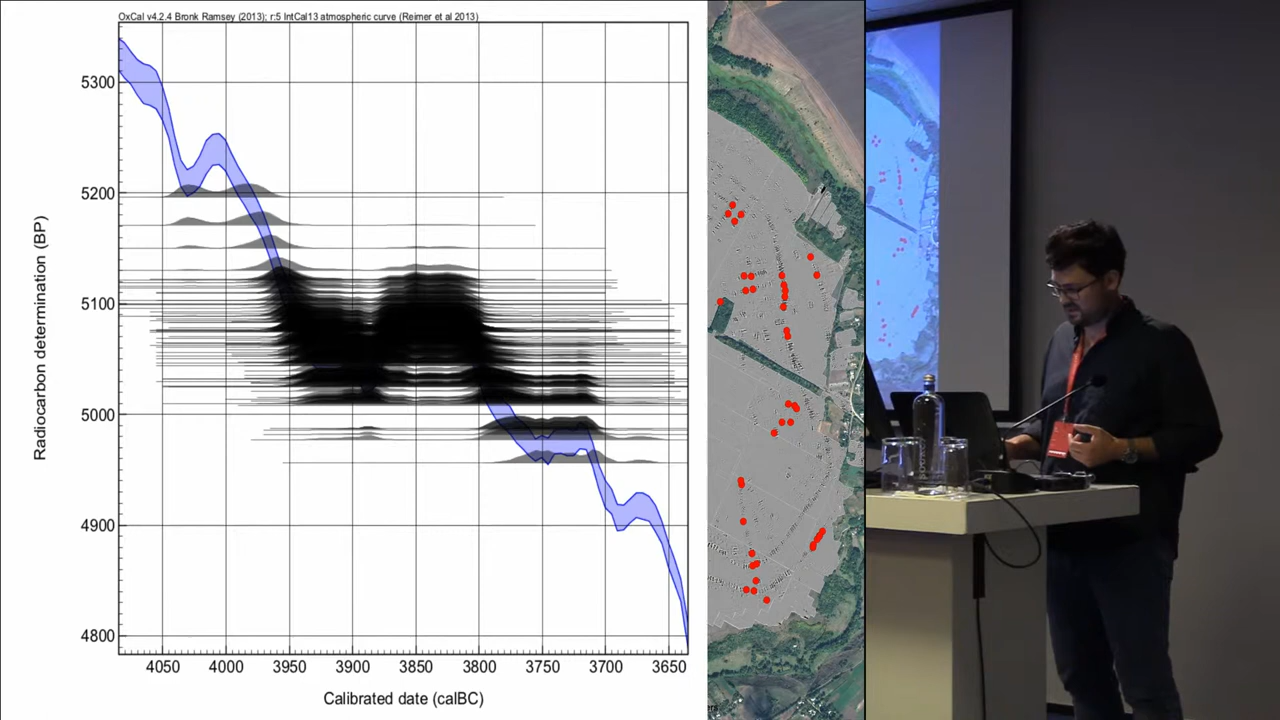 OxCal v4.2.4 Bronk Ramsey (2013); r:5 IntCal13 atmospheric curve (Reimer et al 2013)
Radiocarbon determination (BP)
5300
5200
5100
5000
4900
4800
4050 4000 3950 3900 3850 3800 3750 3700 3650
Calibrated date (calBC)